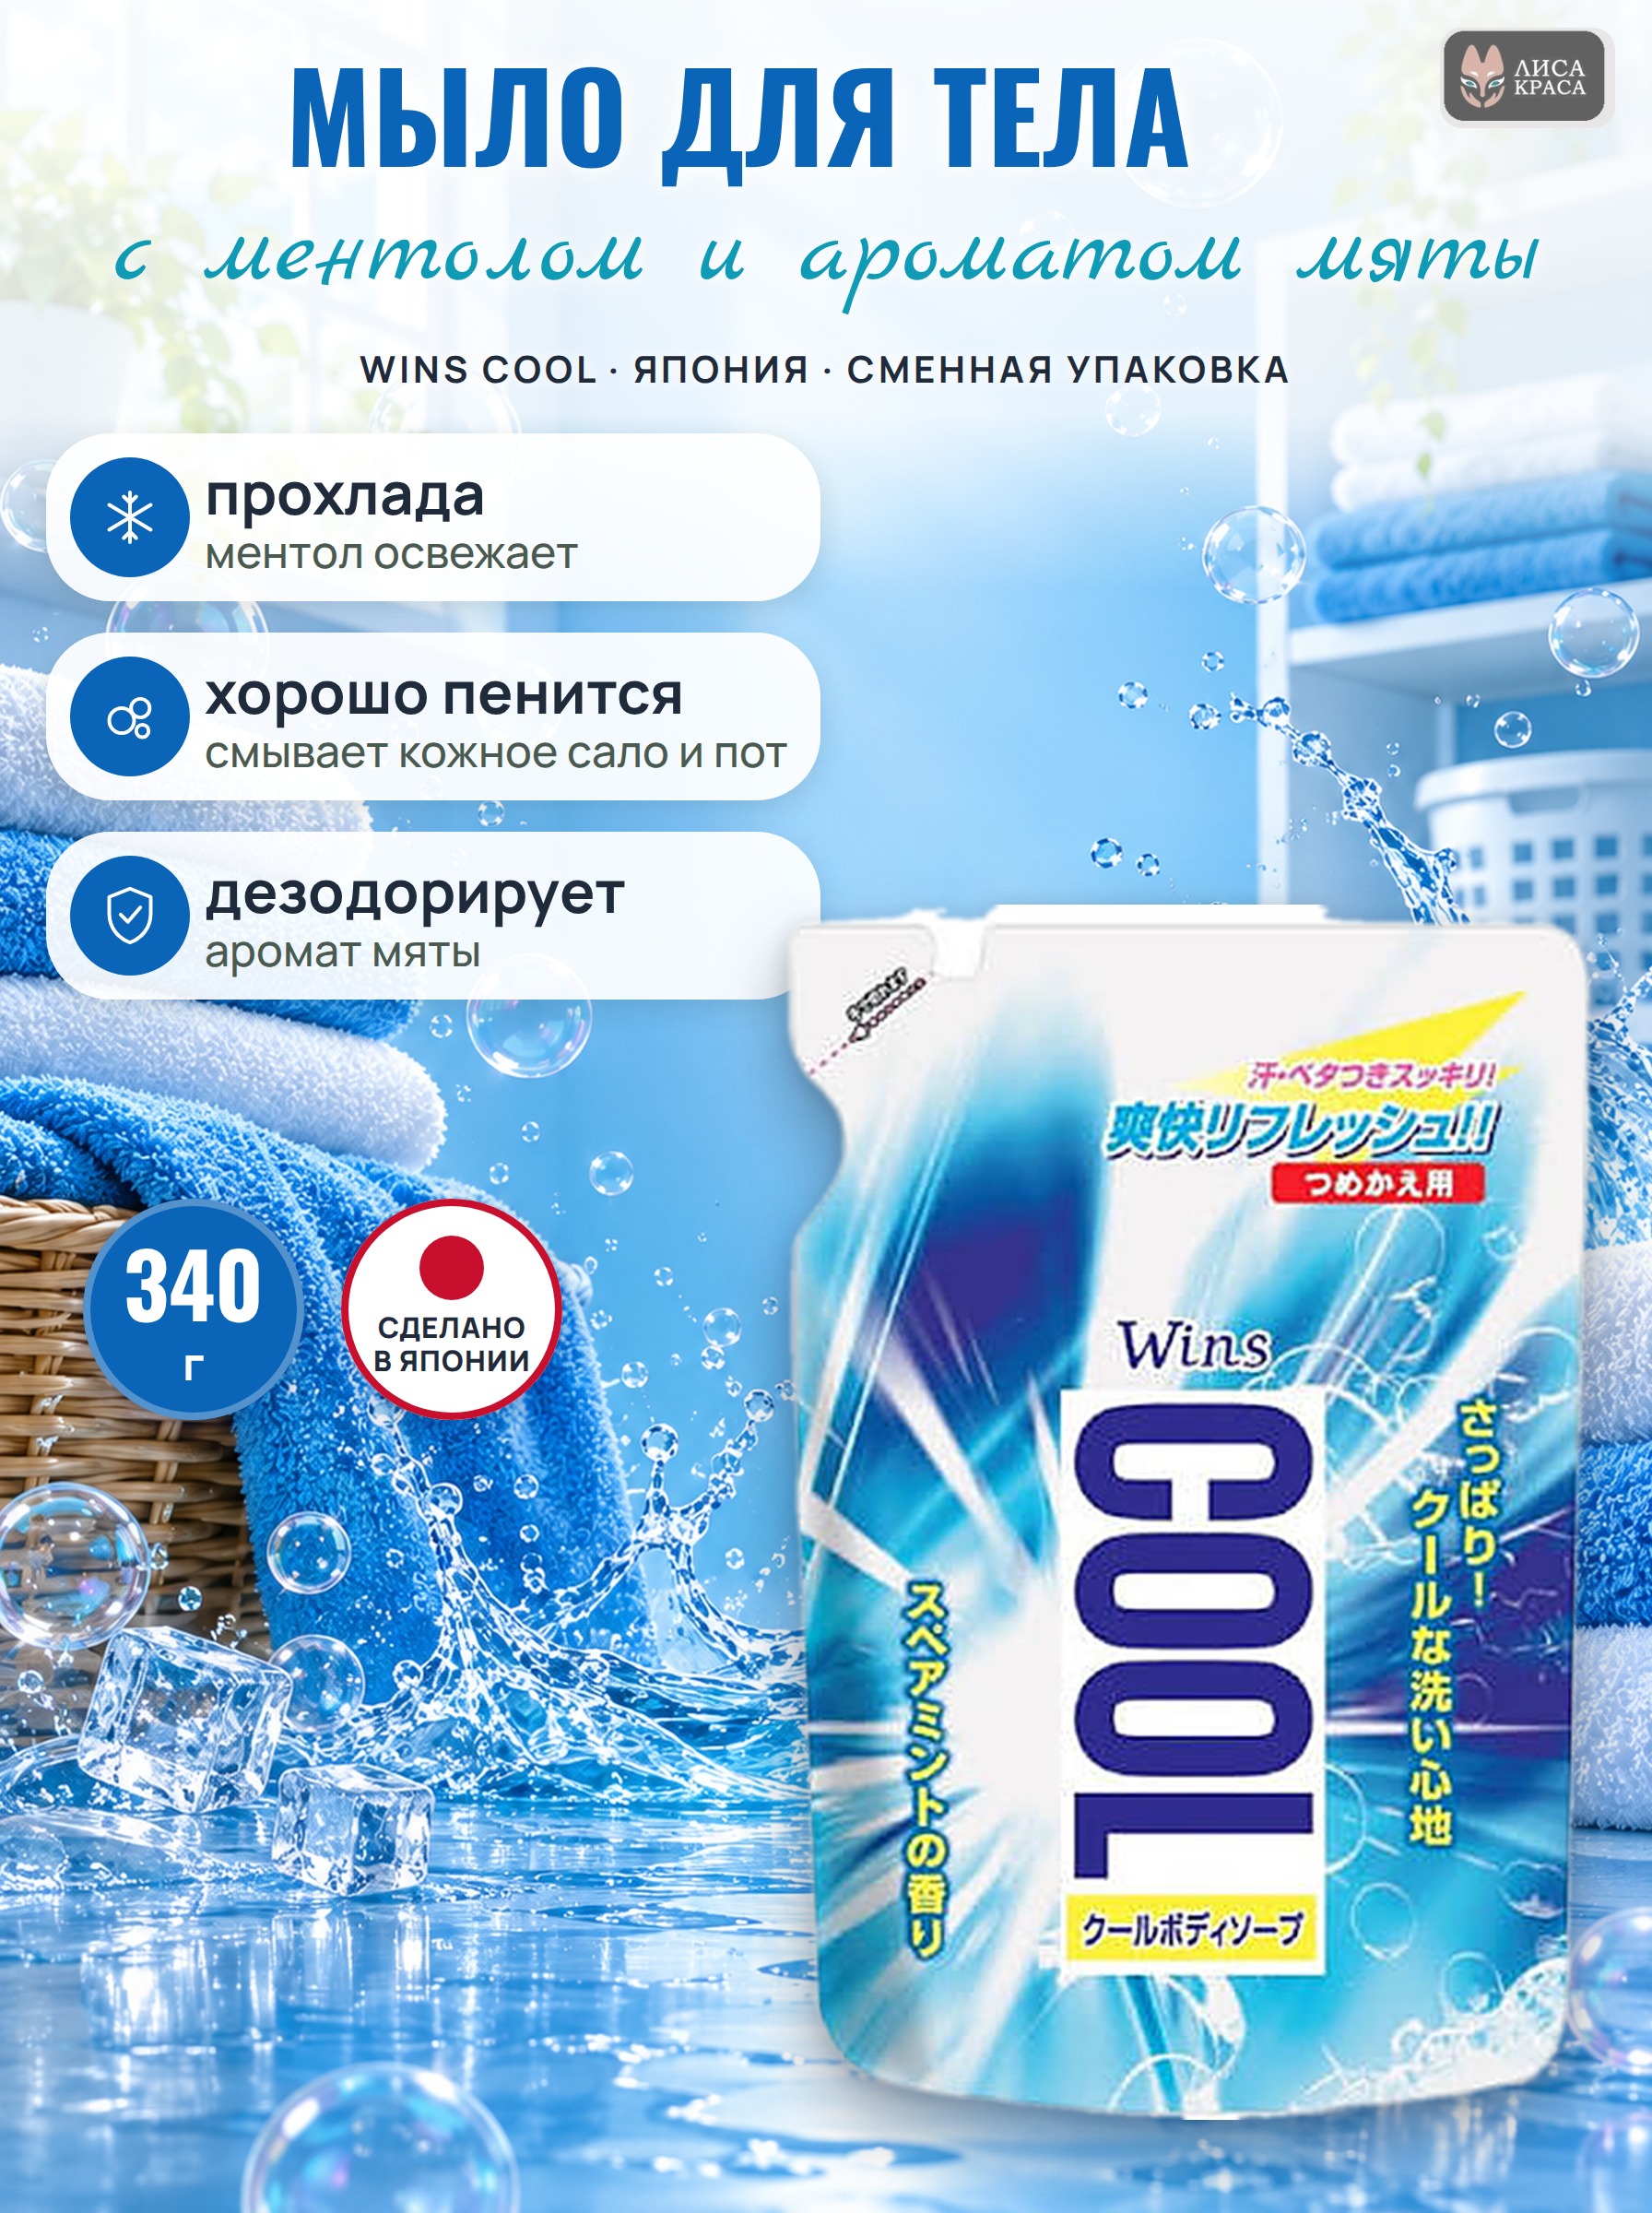 МЫЛО ДЛЯ ТЕЛА
ЛИСА
КРАСА
с ментолом и ароматом мяты
WINS COOL · ЯПОНИЯ · СМЕННАЯ УПАКОВКА
прохлада
ментол освежает
хорошо пенится
смывает кожное сало и пот
дезодорирует
аромат мяты
340
г
СДЕЛАНО
В ЯПОНИИ
汗・ベタつきスッキリ!
爽快リフレッシュ!!
つめかえ用
Wins
COOL
さっぱり!
クールな洗い心地
スペアミントの香り
クールボディソープ